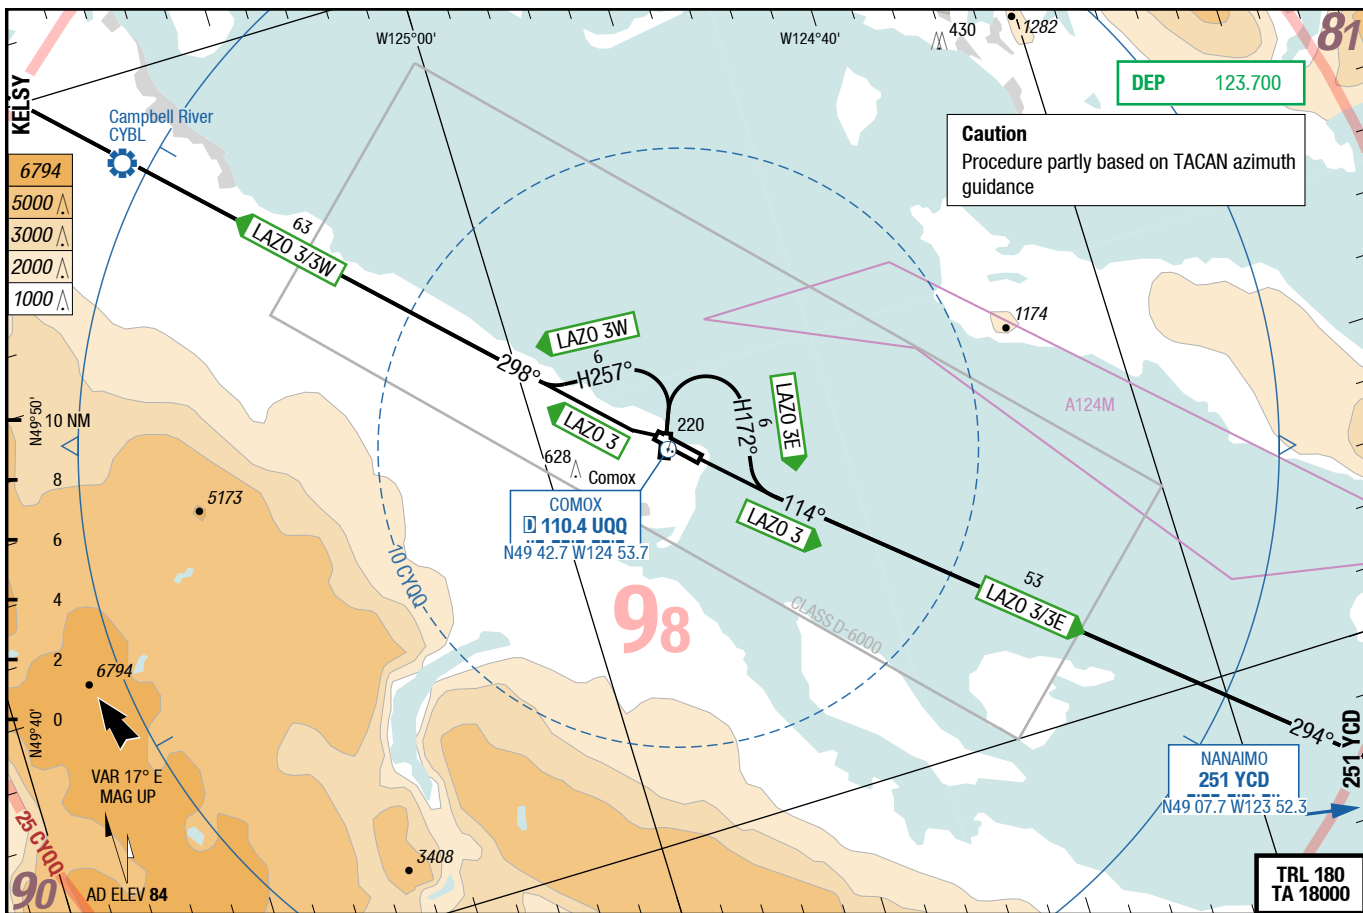 W125°00'
W124°40'
430
1282
81
KELSY
Campbell River
CYBL
DEP 123.700
Caution
Procedure partly based on TACAN azimuth
guidance
6794
5000
3000
2000
1000
63
LAZO 3/3W
1174
LAZO 3W
6
H257°
298°
LAZO 3
LAZO 3E
6
H172°
A124M
N49°50'
10 NM
8
6
4
2
0
N49°40'
220
628
Comox
COMOX
D 110.4 UQQ
N49 42.7 W124 53.7
114°
LAZO 3
5173
10 CYQQ
98
CLASS D-6000
53
LAZO 3/3E
6794
294°
251 YCD
NANAIMO
251 YCD
N49 07.7 W123 52.3
VAR 17° E
MAG UP
25 CYQQ
3408
90
AD ELEV 84
TRL 180
TA 18000